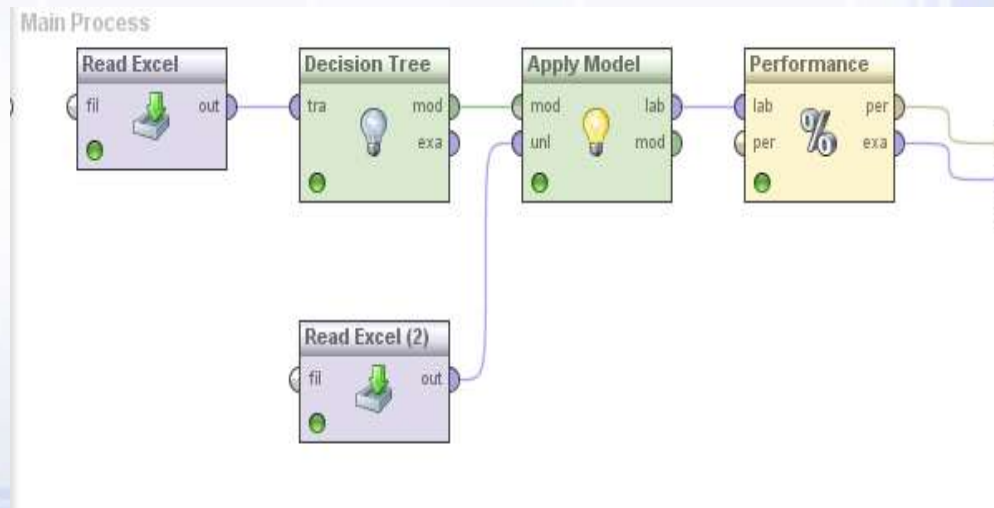 Main Process
Read Excel
fil
out
Decision Tree
tra
mod
exa
Apply Model
mod
lab
unl
mod
Performance
lab
per
%
per
exa
Read Excel (2)
fil
out